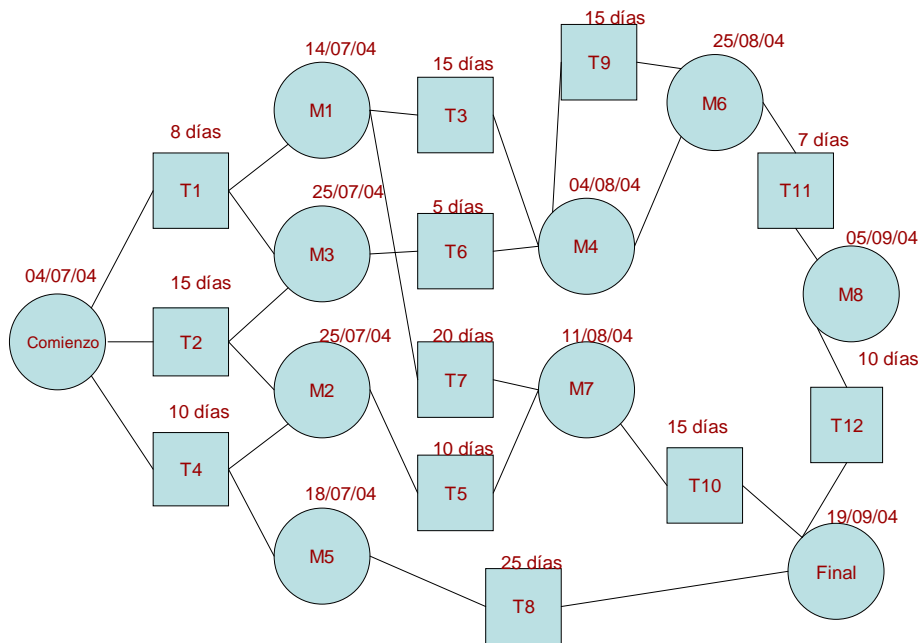 15 días
25/08/04
14/07/04
15 días
T9
M6
M1
T3
8 días
7 días
T1
25/07/04
5 días
04/08/04
T11
M3
T6
M4
05/09/04
04/07/04
15 días
M8
Comienzo
T2
25/07/04
20 días
11/08/04
10 días
M2
T7
M7
10 días
T12
T4
10 días
15 días
T5
T10
18/07/04
19/09/04
M5
25 días
Final
T8